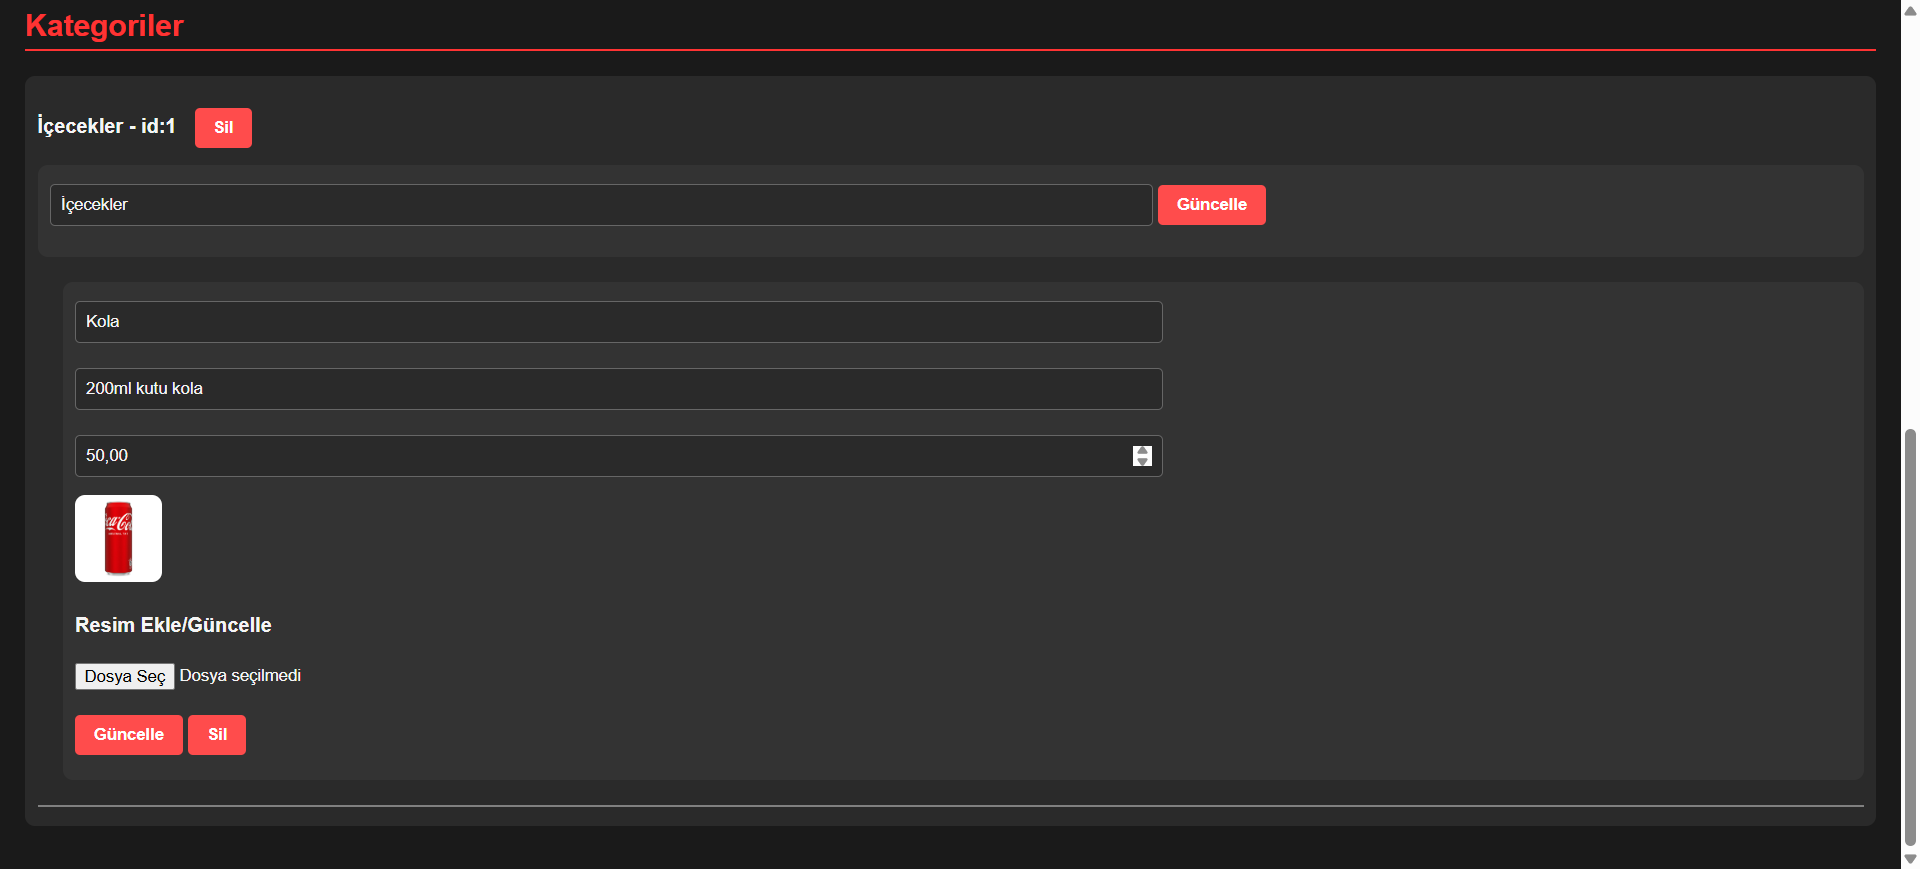 Kategoriler
İçecekler - id:1 Sil
İçecekler Güncelle
Kola
200ml kutu kola
50,00
Resim Ekle/Güncelle
Dosya Seç Dosya seçilmedi
Güncelle Sil